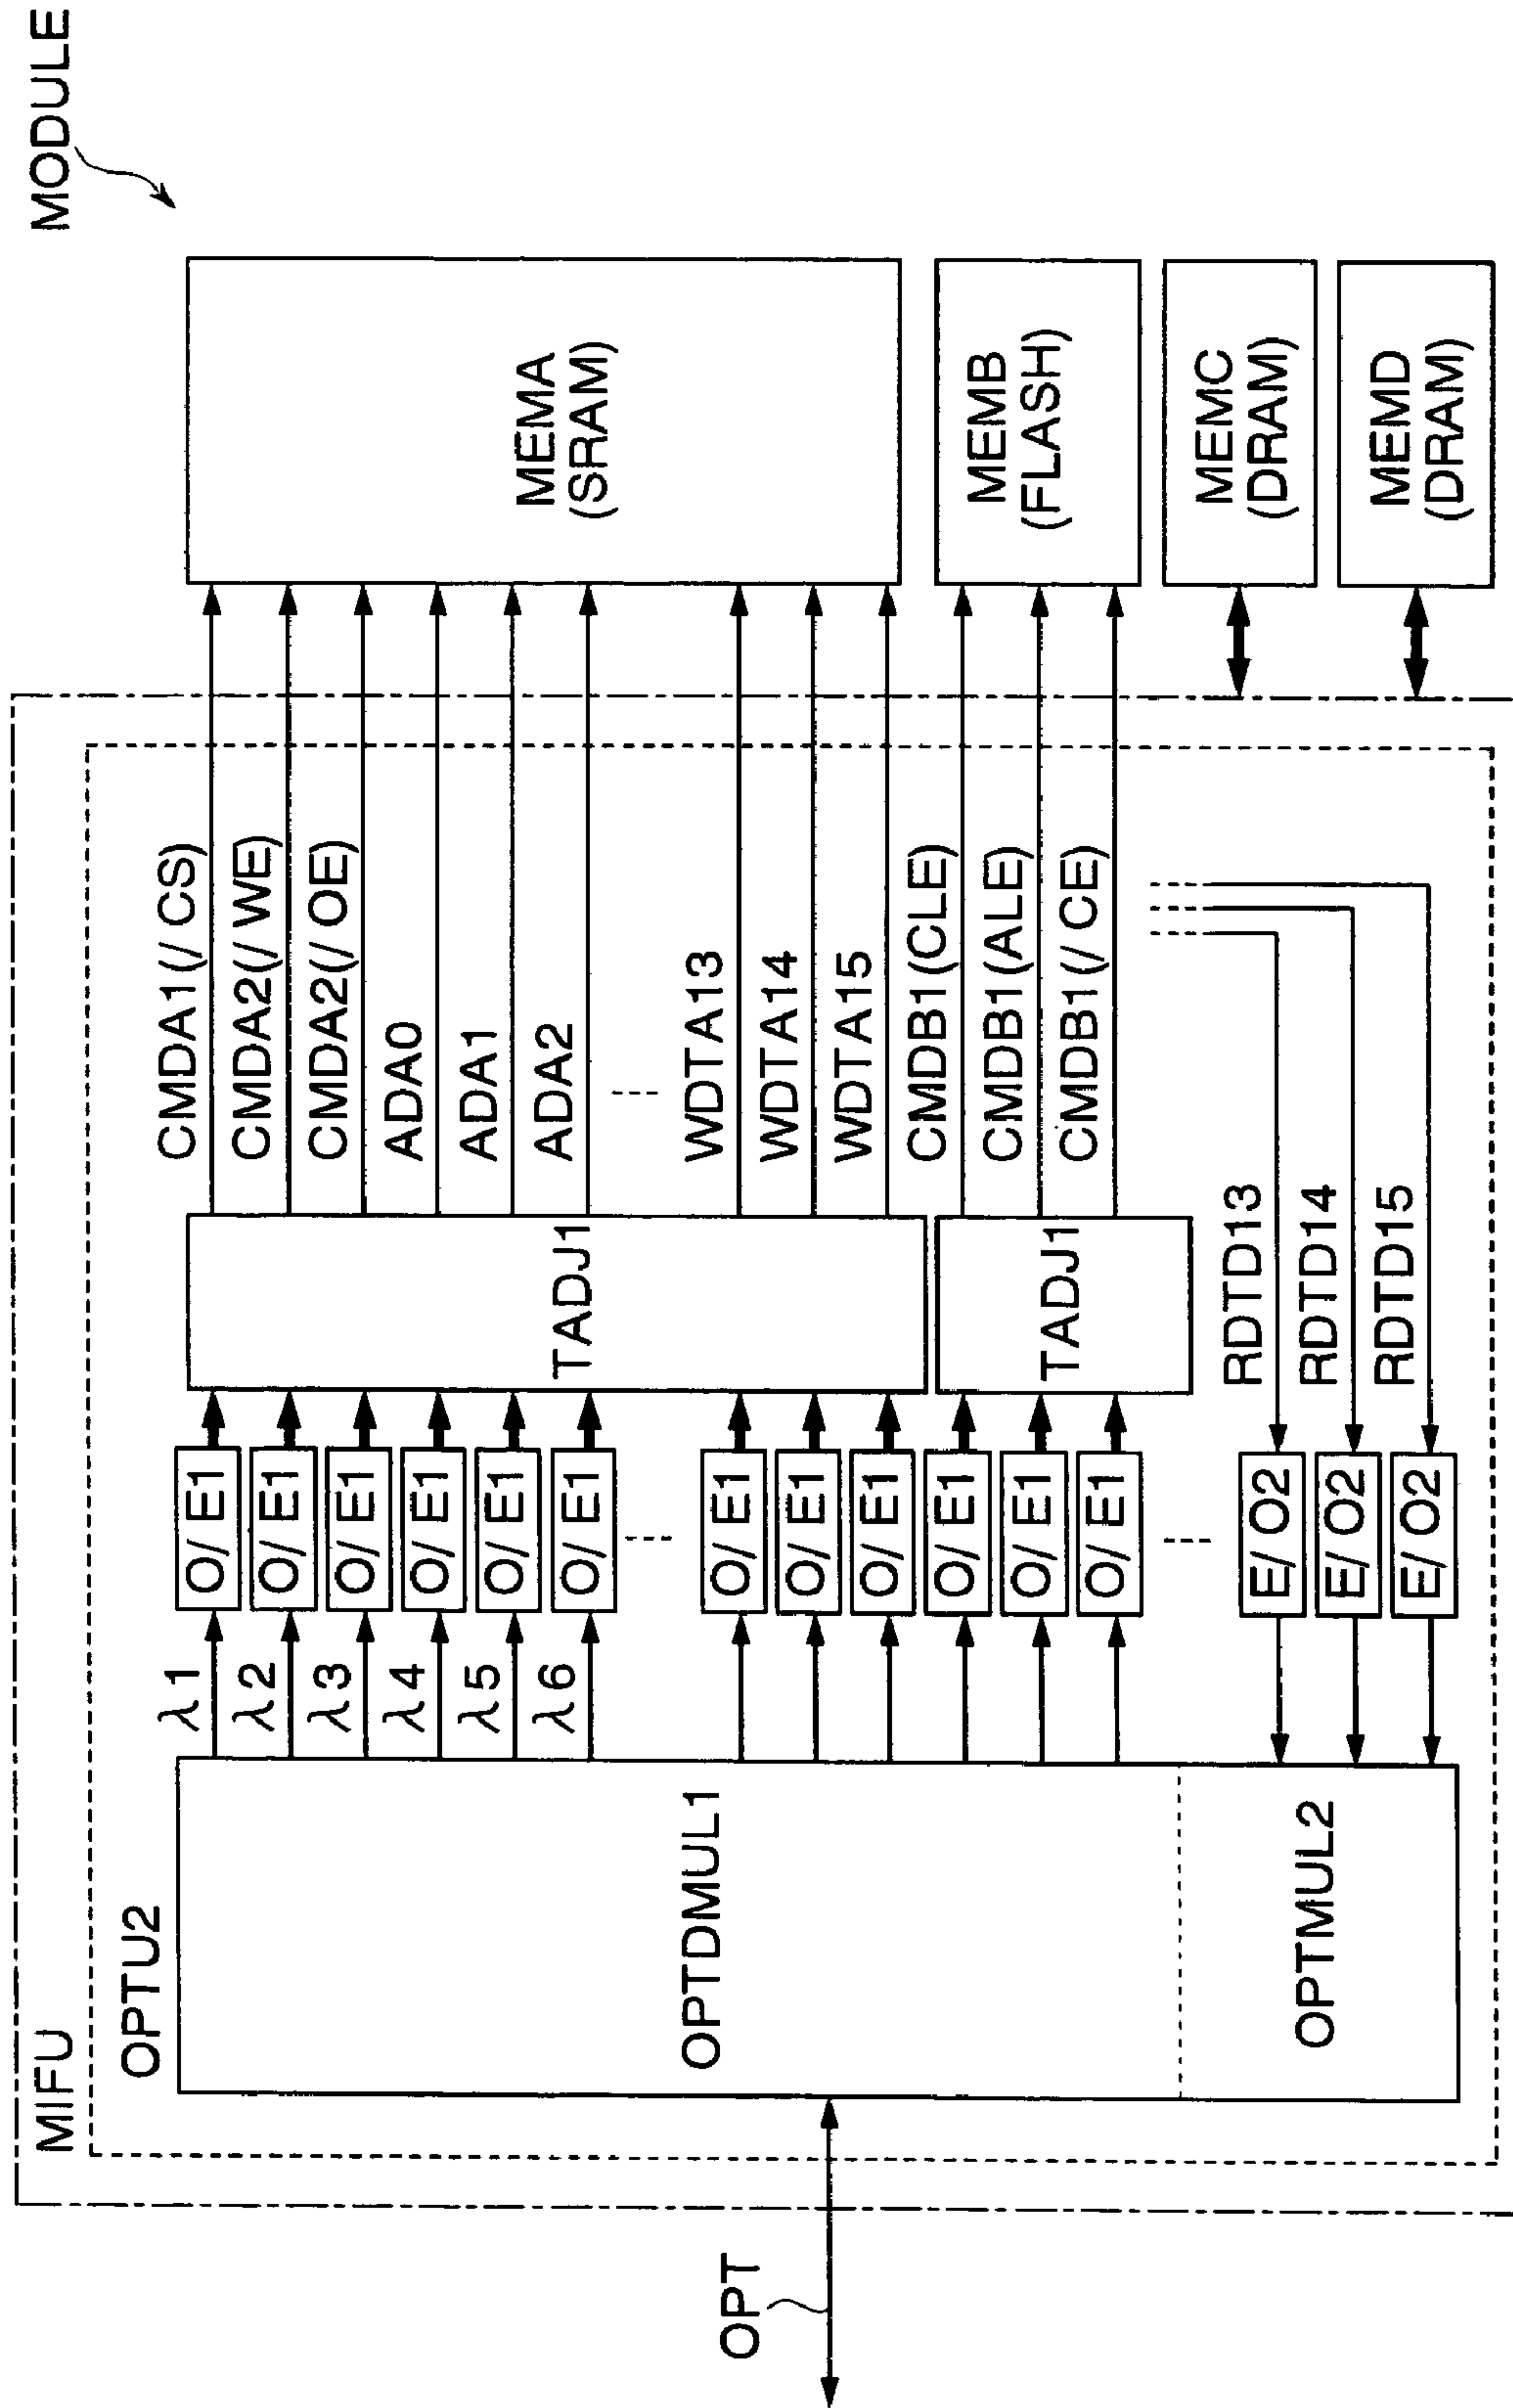 MODULE
MIFU
OPTU2
OPT
OPTDMUL1
OPTMUL2
λ1
λ2
λ3
λ4
λ5
λ6
O/E1
O/E1
O/E1
O/E1
O/E1
O/E1
O/E1
O/E1
O/E1
O/E1
O/E1
O/E1
E/O2
E/O2
E/O2
TADJ1
TADJ1
CMDA1(/CS)
CMDA2(/WE)
CMDA2(/OE)
ADA0
ADA1
ADA2
WDTA13
WDTA14
WDTA15
CMDB1(CLE)
CMDB1(ALE)
CMDB1(/CE)
RDTD13
RDTD14
RDTD15
MEMA
(SRAM)
MEMB
(FLASH)
MEMC
(DRAM)
MEMD
(DRAM)